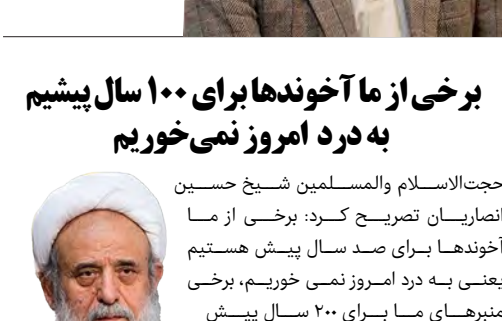 برخی از ما آخوندها برای ۱۰۰ سال پیشیم
به درد امروز نمی‌خوریم
حجت‌الاسلام والمسلمین شیخ حسین
انصاریان تصریح کرد: برخی از ما
آخوندها برای صد سال پیش هستیم
یعنی به درد امروز نمی خوریم، برخی
منبرهای ما برای ۲۰۰ سال پیش